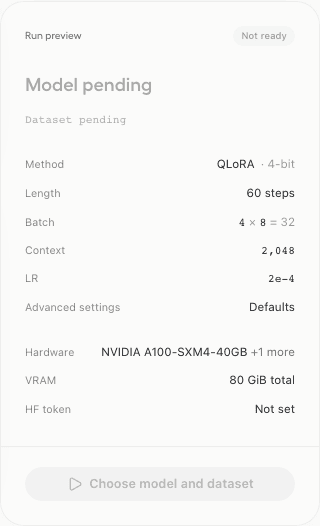 Run preview Not ready
Model pending
Dataset pending
Method QLoRA · 4-bit
Length 60 steps
Batch 4 × 8 = 32
Context 2,048
LR 2e-4
Advanced settings Defaults
Hardware NVIDIA A100-SXM4-40GB +1 more
VRAM 80 GiB total
HF token Not set
Choose model and dataset